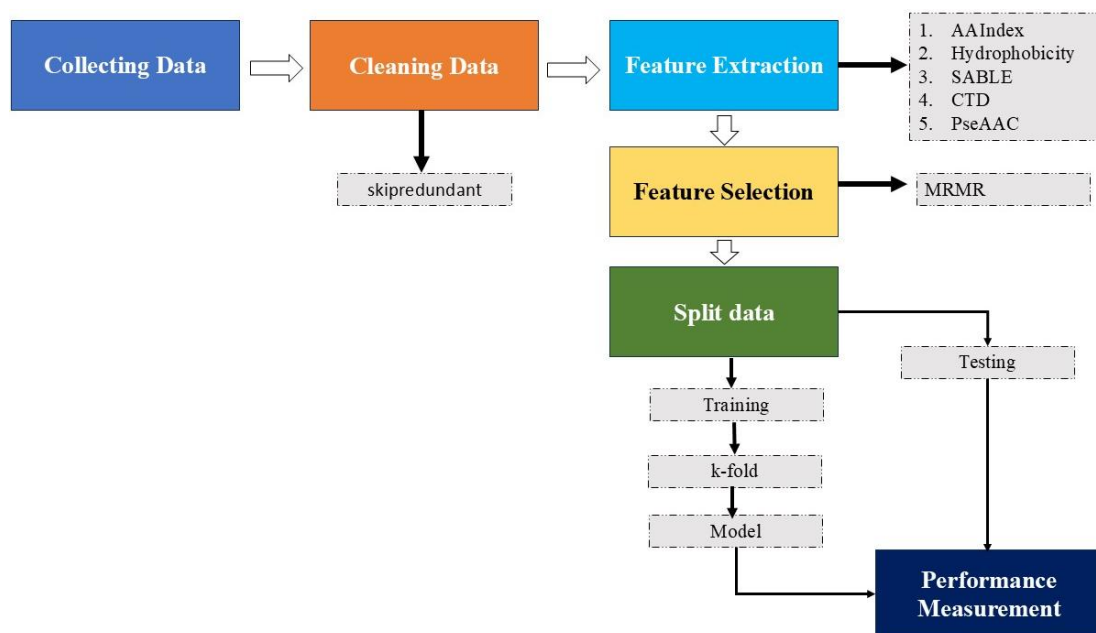 Collecting Data
Cleaning Data
Feature Extraction
1. AAIndex
2. Hydrophobicity
3. SABLE
4. CTD
5. PseAAC
skipredundant
Feature Selection
MRMR
Split data
Testing
Training
k-fold
Model
Performance
Measurement